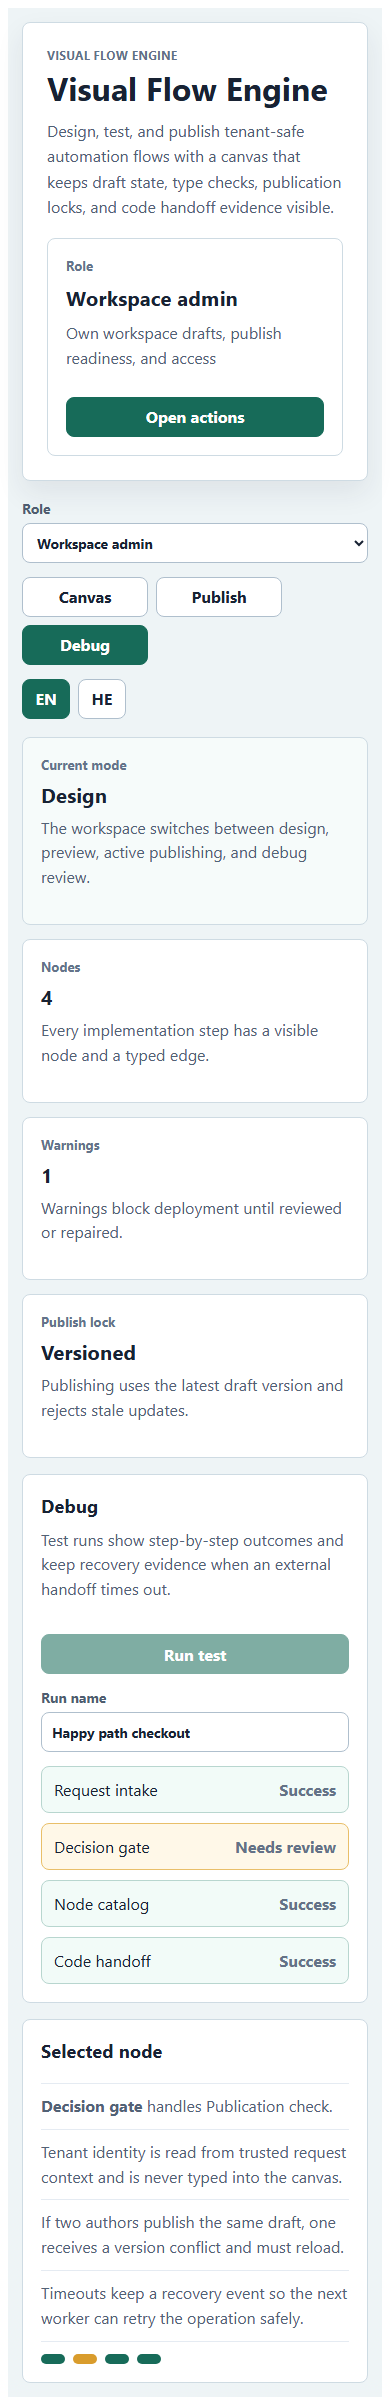 VISUAL FLOW ENGINE
Visual Flow Engine
Design, test, and publish tenant-safe
automation flows with a canvas that
keeps draft state, type checks, publication
locks, and code handoff evidence visible.
Role
Workspace admin
Own workspace drafts, publish
readiness, and access
Open actions
Role
Workspace admin
Canvas
Publish
Debug
EN
HE
Current mode
Design
The workspace switches between design,
preview, active publishing, and debug
review.
Nodes
4
Every implementation step has a visible
node and a typed edge.
Warnings
1
Warnings block deployment until reviewed
or repaired.
Publish lock
Versioned
Publishing uses the latest draft version and
rejects stale updates.
Debug
Test runs show step-by-step outcomes and
keep recovery evidence when an external
handoff times out.
Run test
Run name
Happy path checkout
Request intake Success
Decision gate Needs review
Node catalog Success
Code handoff Success
Selected node
Decision gate handles Publication check.
Tenant identity is read from trusted request
context and is never typed into the canvas.
If two authors publish the same draft, one
receives a version conflict and must reload.
Timeouts keep a recovery event so the next
worker can retry the operation safely.